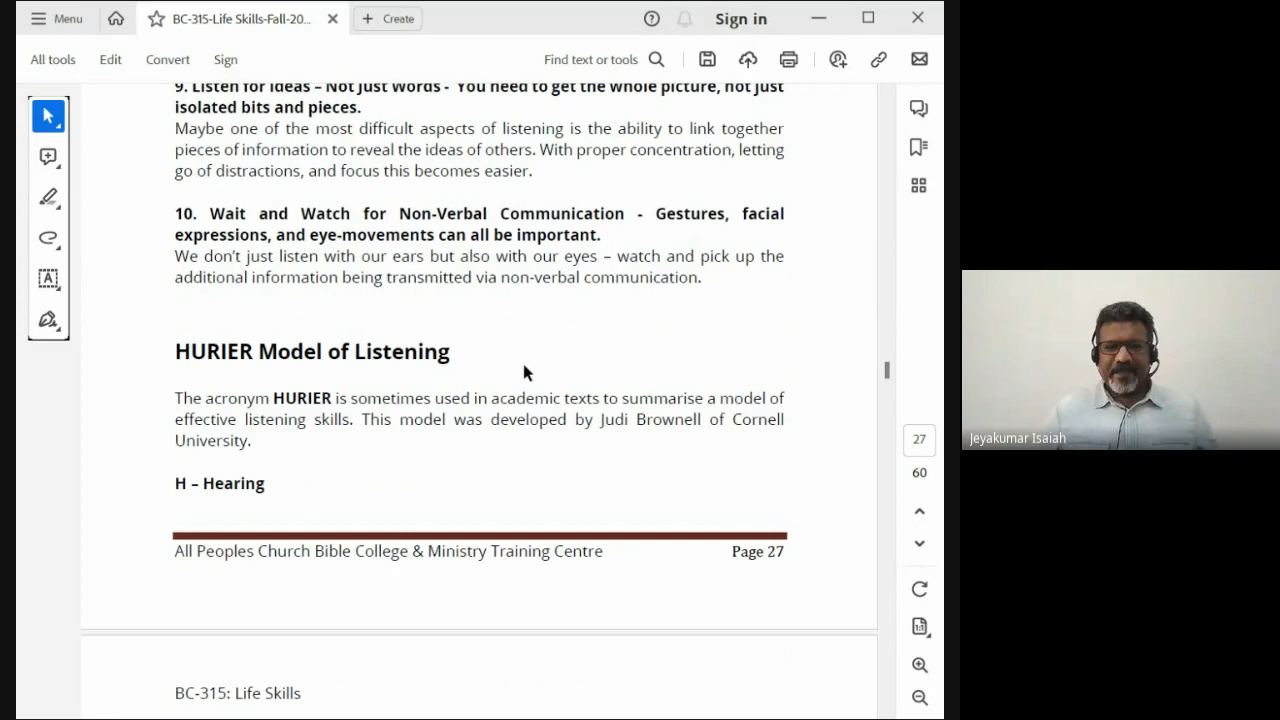 Menu
BC-315-Life Skills-Fall-20...
Create
Sign in
All tools
Edit
Convert
Sign
Find text or tools
9. Listen for Ideas – Not Just Words - You need to get the whole picture, not just
isolated bits and pieces.
Maybe one of the most difficult aspects of listening is the ability to link together
pieces of information to reveal the ideas of others. With proper concentration, letting
go of distractions, and focus this becomes easier.
10. Wait and Watch for Non-Verbal Communication - Gestures, facial
expressions, and eye-movements can all be important.
We don’t just listen with our ears but also with our eyes – watch and pick up the
additional information being transmitted via non-verbal communication.
HURIER Model of Listening
The acronym HURIER is sometimes used in academic texts to summarise a model of
effective listening skills. This model was developed by Judi Brownell of Cornell
University.
H – Hearing
All Peoples Church Bible College & Ministry Training Centre
Page 27
BC-315: Life Skills
27
60
1:1
Jeyakumar Isaiah